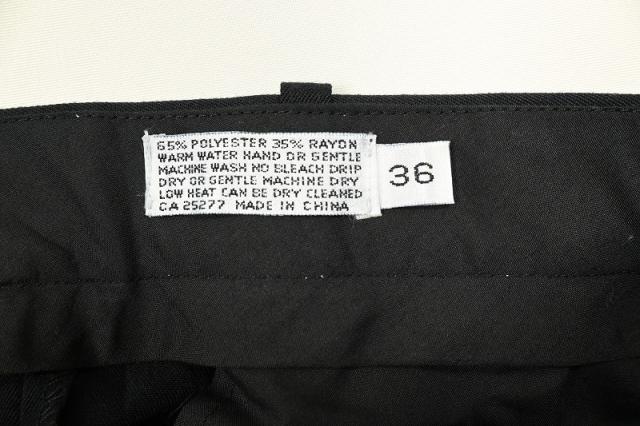 65% POLYESTER 35% RAYON
WARM WATER HAND OR GENTLE
MACHINE WASH NO BLEACH DRIP
DRY OR GENTLE MACHINE DRY
LOW HEAT CAN BE DRY CLEANED
CA 25277 MADE IN CHINA
36